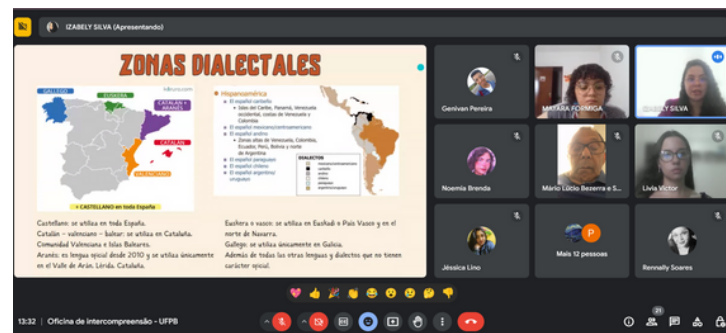 IZABELY SILVA (Apresentando)
ZONAS DIALECTALES
GALLEGO
EUSKERA
CATALÁN + ARANÉS
CATALÁN
VALENCIANO
+ CASTELLANO en toda España
Hispanoamérica
El español caribeño
Islas del Caribe, Panamá, Venezuela
occidental, costas de Venezuela y
Colombia
El español mexicano/centroamericano
El español andino
Zonas altas de Venezuela, Colombia,
Ecuador, Perú, Bolivia y norte
de Argentina
El español paraguayo
El español chileno
El español argentino/
uruguayo
DIALECTOS
Castellano: se utiliza en toda España.
Catalán – valenciano – balear: se utiliza en Cataluña,
Comunidad Valenciana e Islas Baleares.
Aranés: es lengua oficial desde 2010 y se utiliza únicamente
en el Valle de Arán, Lérida, Cataluña.
Euskera o vasco: se utiliza en Euskadi o País Vasco y en el
norte de Navarra.
Gallego: se utiliza únicamente en Galicia.
Además de todas las otras lenguas y dialectos que no tienen
carácter oficial.
Genivan Pereira
MAYARA FORMIGA
IZABELY SILVA
Noemia Brenda
Mário Lúcio Bezerra e S...
Lívia Victor
Jéssica Lino
P
Mais 12 pessoas
Rennally Soares
13:32 | Oficina de intercompreensão - UFPB
21